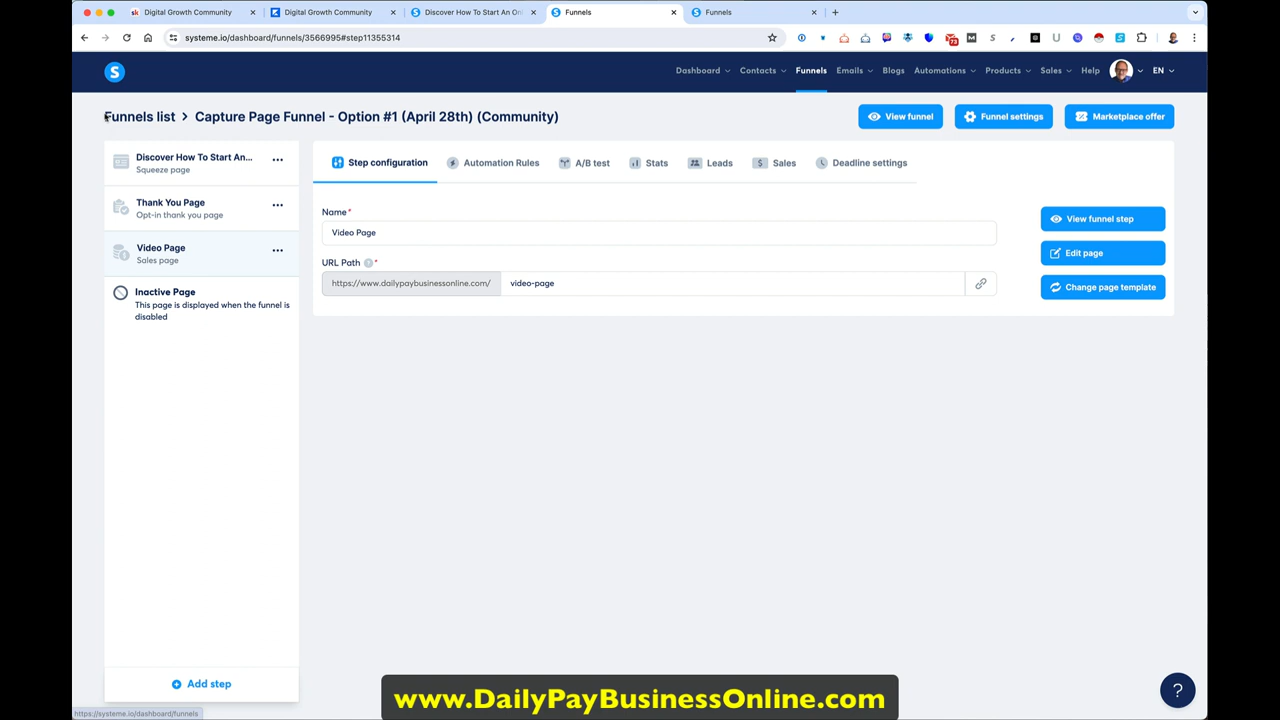 Digital Growth Community
Digital Growth Community
Discover How To Start An On
Funnels
Funnels
systeme.io/dashboard/funnels/3566995#step11355314
73
S
Dashboard
Contacts
Funnels
Emails
Blogs
Automations
Products
Sales
Help
EN
Funnels list > Capture Page Funnel - Option #1 (April 28th) (Community)
View funnel
Funnel settings
Marketplace offer
Discover How To Start An...
Squeeze page
Thank You Page
Opt-in thank you page
Video Page
Sales page
Inactive Page
This page is displayed when the funnel is
disabled
Add step
Step configuration
Automation Rules
A/B test
Stats
Leads
Sales
Deadline settings
Name*
Video Page
URL Path ? *
https://www.dailypaybusinessonline.com/
video-page
View funnel step
Edit page
Change page template
?
www.DailyPayBusinessOnline.com
https://systeme.io/dashboard/funnels